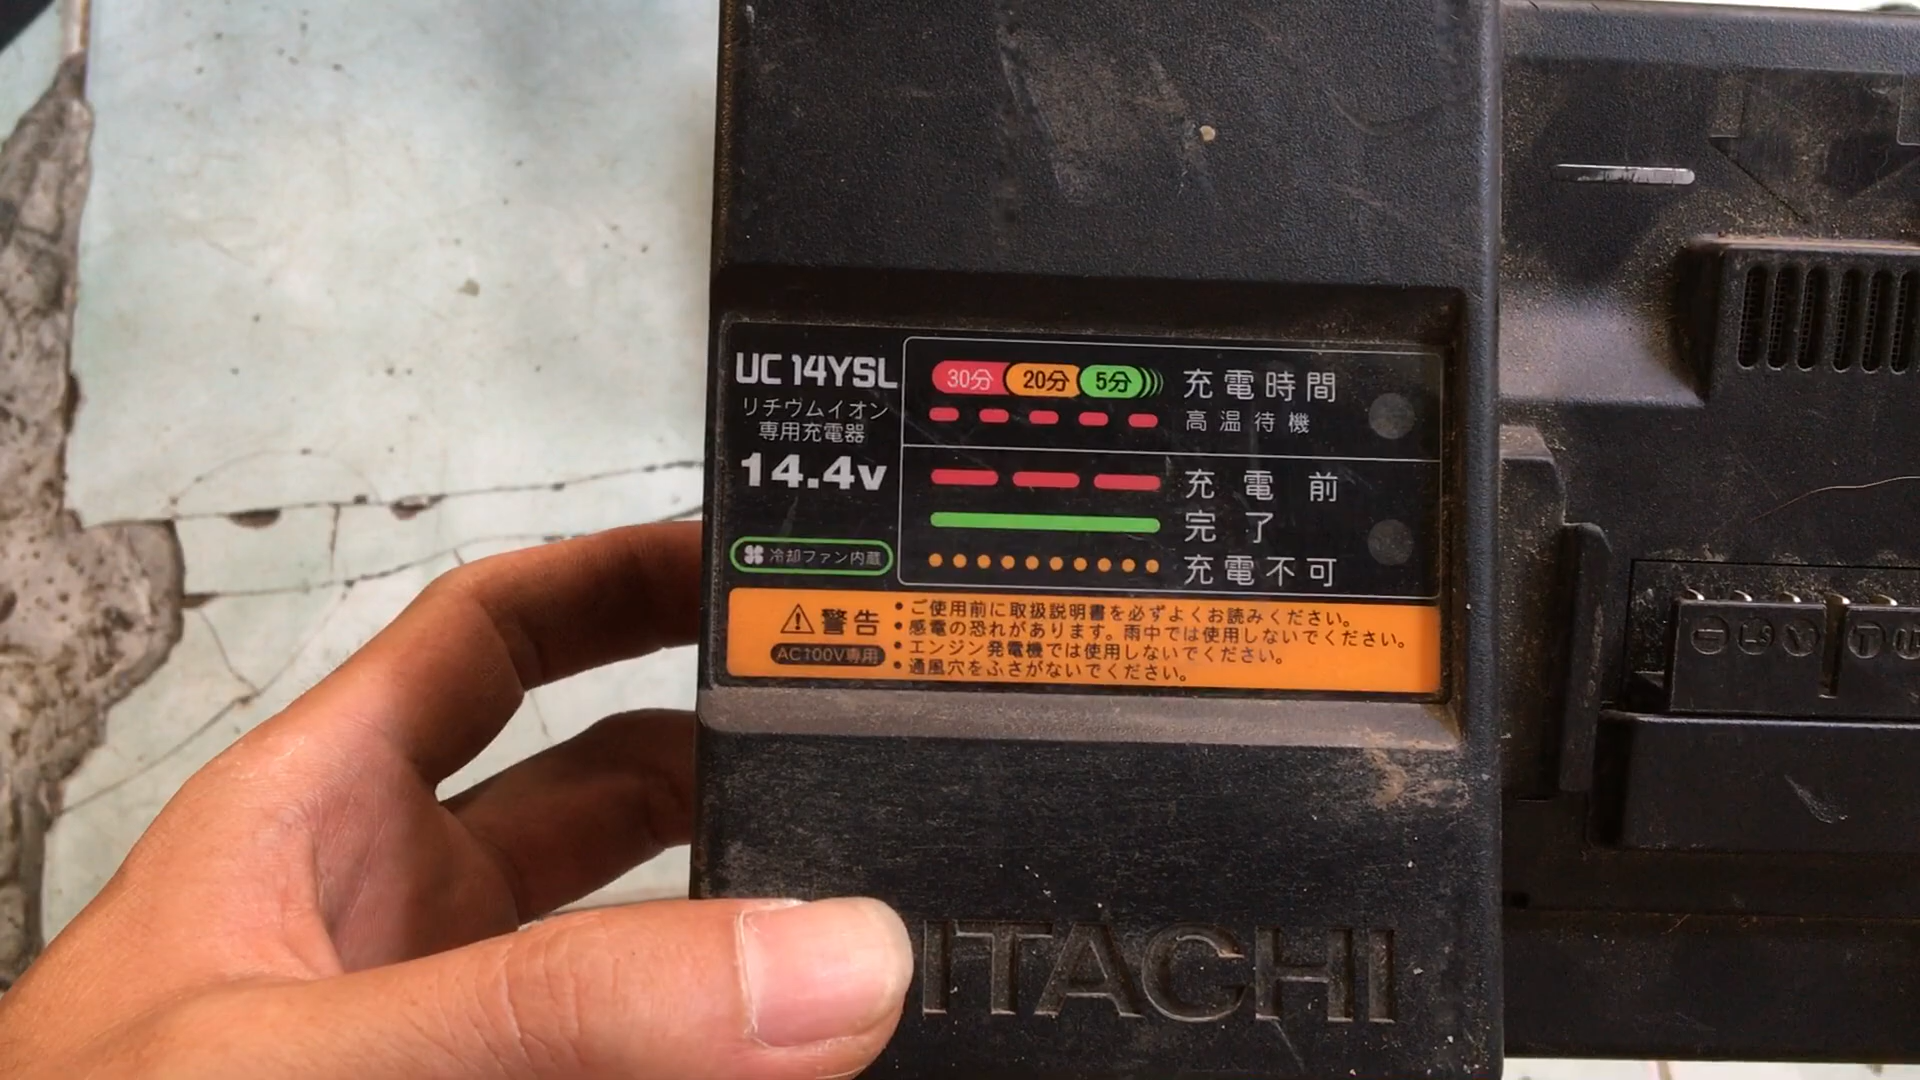 UC 14YSL
リチウムイオン
専用充電器
14.4v
冷却ファン内蔵
30分 20分 5分 充電時間
高温待機
充電前
完了
充電不可
警告
AC100V専用
•ご使用前に取扱説明書を必ずよくお読みください。
•感電の恐れがあります。雨中では使用しないでください。
•エンジン発電機では使用しないでください。
•通風穴をふさがないでください。
ITACHI